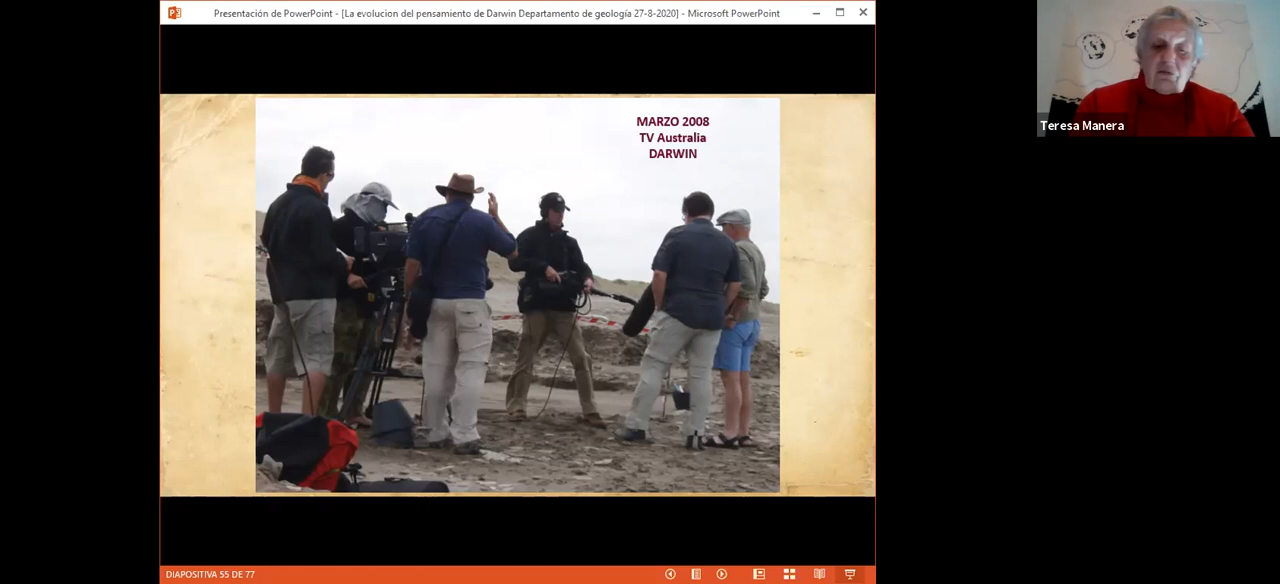 Presentación de PowerPoint - [La evolucion del pensamiento de Darwin Departamento de geología 27-8-2020] - Microsoft PowerPoint
MARZO 2008
TV Australia
DARWIN
Teresa Manera
DIAPOSITIVA 55 DE 77